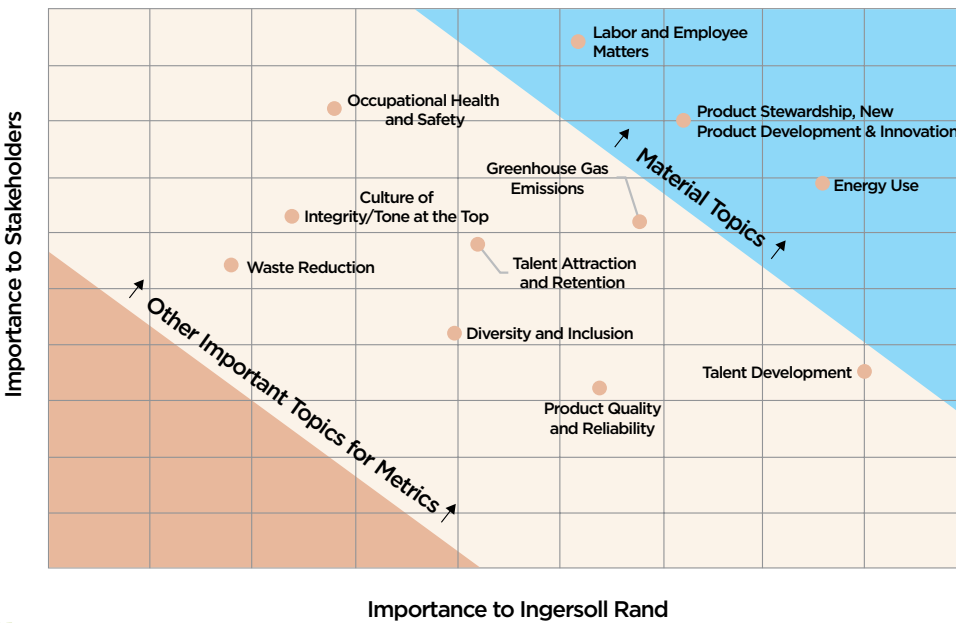 Importance to Stakeholders
Labor and Employee
Matters
Occupational Health
and Safety
Product Stewardship, New
Product Development & Innovation
Material Topics
Greenhouse Gas
Emissions
Energy Use
Culture of
Integrity/Tone at the Top
Talent Attraction
and Retention
Waste Reduction
Other Important Topics for Metrics
Diversity and Inclusion
Talent Development
Product Quality
and Reliability
Importance to Ingersoll Rand